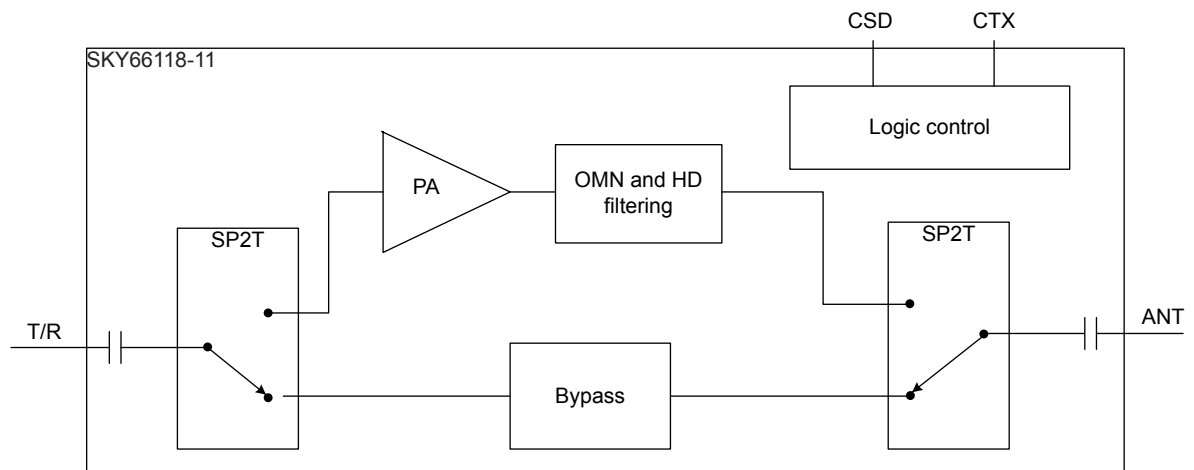 CSD
CTX
SKY66118-11
Logic control
PA
OMN and HD
filtering
SP2T
SP2T
T/R
ANT
Bypass